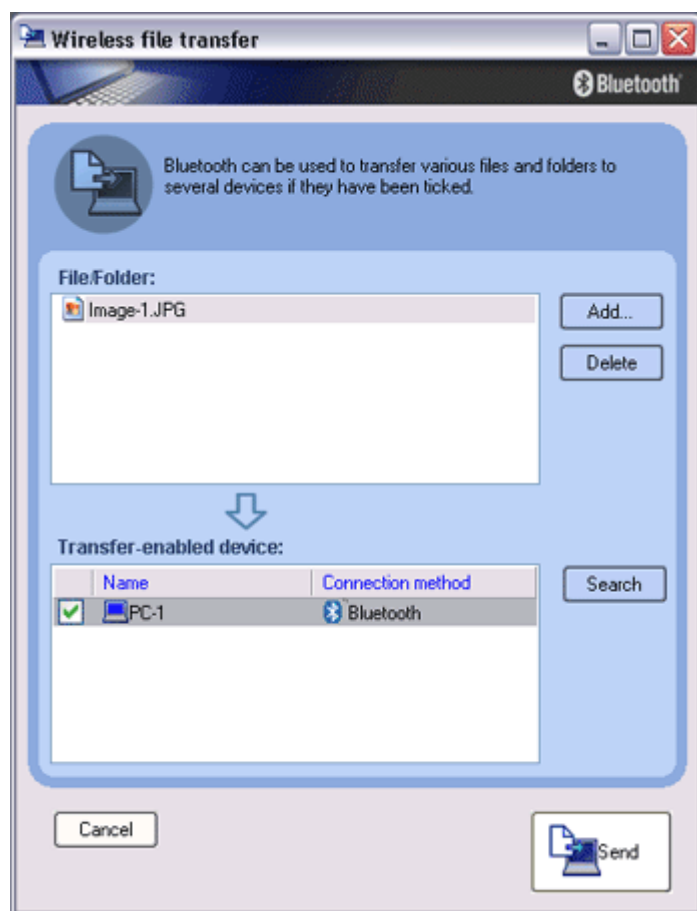 Wireless file transfer
Bluetooth
Bluetooth can be used to transfer various files and folders to
several devices if they have been ticked.
File/Folder:
Image-1.JPG
Add...
Delete
Transfer-enabled device:
Name Connection method
Search
PC-1 Bluetooth
Cancel
Send